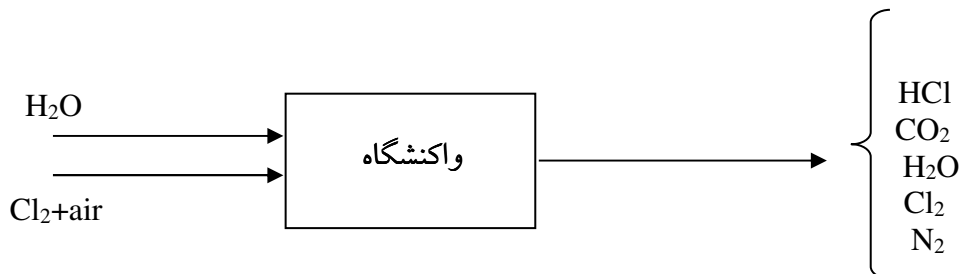 H₂O
Cl₂+air
واکنشگاه
HCl
CO₂
H₂O
Cl₂
N₂